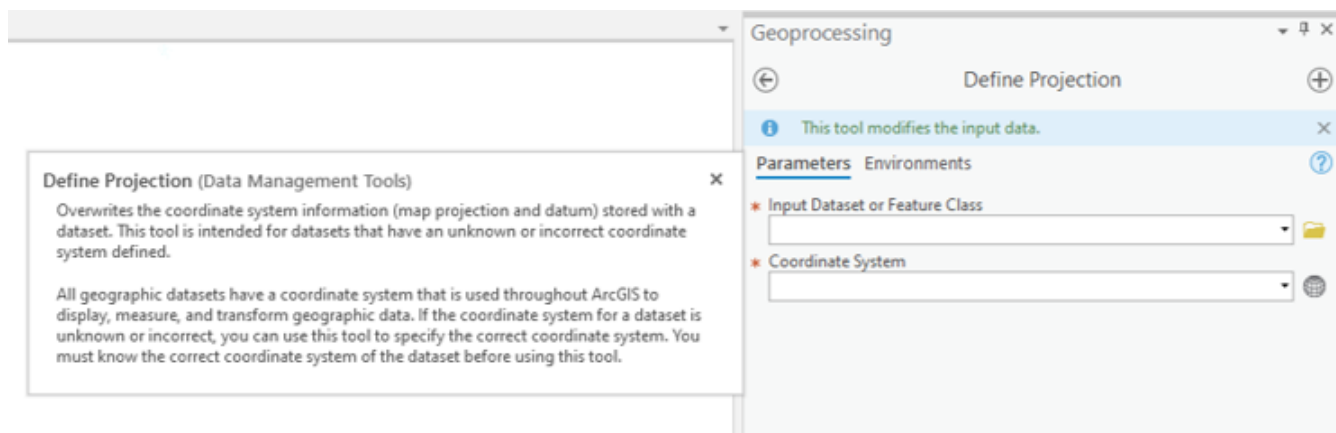 Geoprocessing
Define Projection
This tool modifies the input data.
Parameters Environments
* Input Dataset or Feature Class
* Coordinate System
Define Projection (Data Management Tools)
Overwrites the coordinate system information (map projection and datum) stored with a
dataset. This tool is intended for datasets that have an unknown or incorrect coordinate
system defined.
All geographic datasets have a coordinate system that is used throughout ArcGIS to
display, measure, and transform geographic data. If the coordinate system for a dataset is
unknown or incorrect, you can use this tool to specify the correct coordinate system. You
must know the correct coordinate system of the dataset before using this tool.